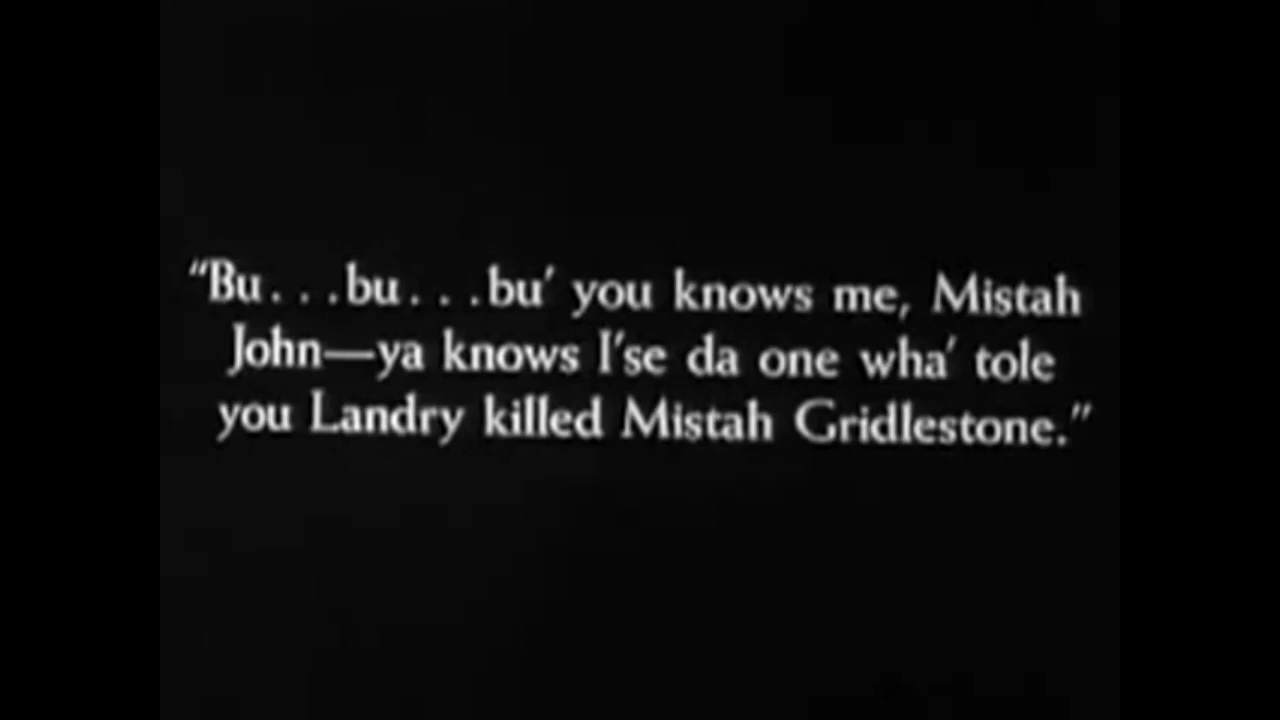 “Bu. . .bu. . .bu’ you knows me, Mistah
John—ya knows I’se da one wha’ tole
you Landry killed Mistah Gridlestone.”